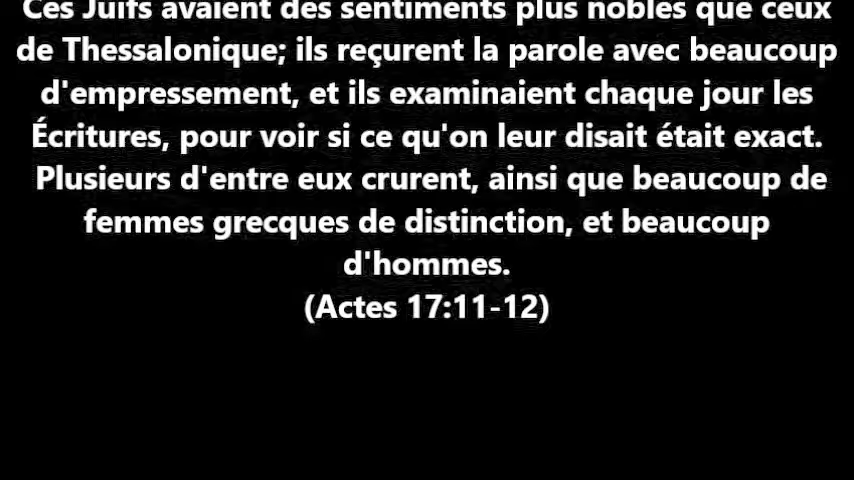 Ces Juifs avaient des sentiments plus nobles que ceux
de Thessalonique; ils reçurent la parole avec beaucoup
d'empressement, et ils examinaient chaque jour les
Écritures, pour voir si ce qu'on leur disait était exact.
Plusieurs d'entre eux crurent, ainsi que beaucoup de
femmes grecques de distinction, et beaucoup
d'hommes.
(Actes 17:11-12)